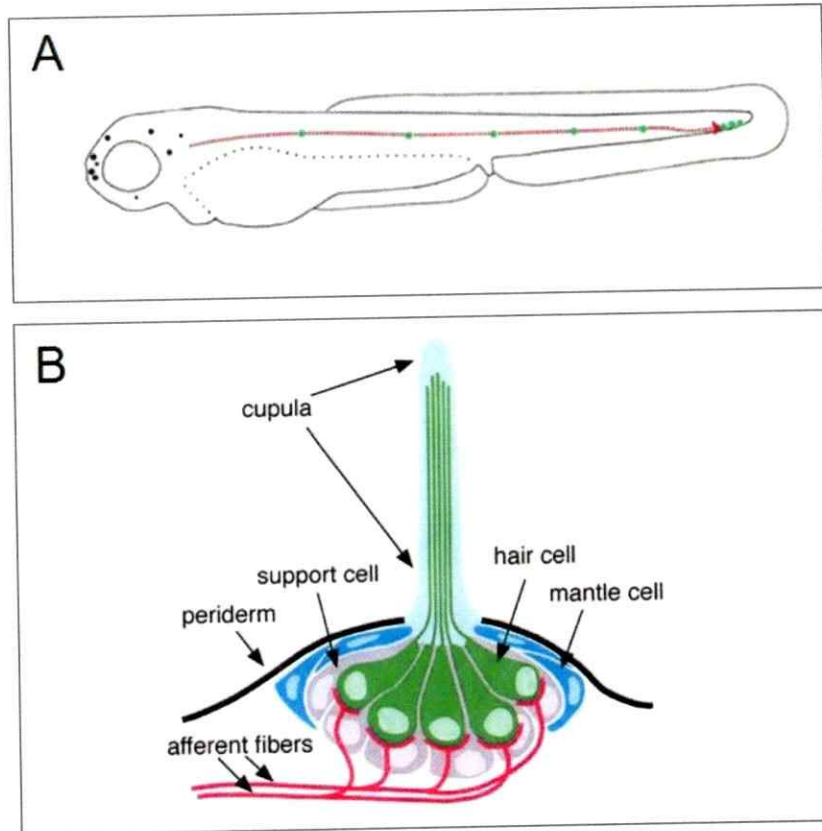 A
B
cupula
support cell
hair cell
mantle cell
periderm
afferent fibers